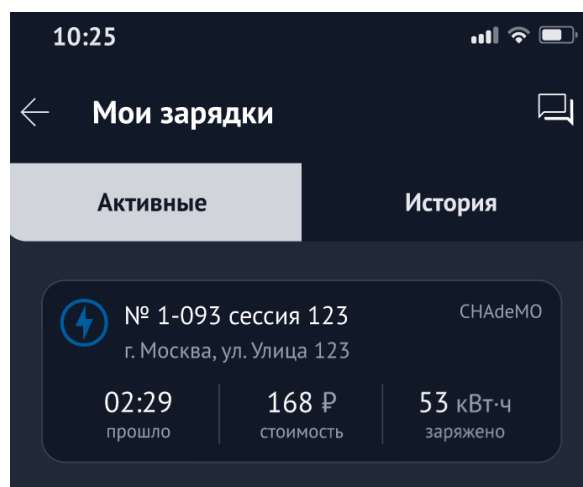 10:25
Мои зарядки
Активные История
№ 1-093 сессия 123 CHAdeMO
г. Москва, ул. Улица 123
02:29 168 ₽ 53 кВт·ч
прошло стоимость заряжено